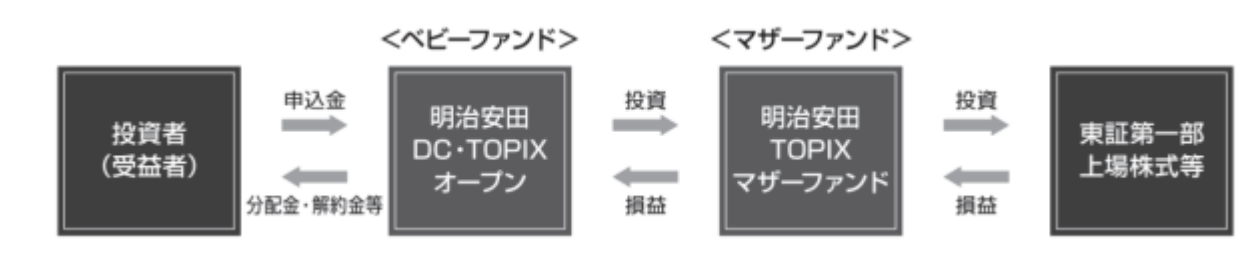 ＜ベビーファンド＞
＜マザーファンド＞
投資者
（受益者）
申込金
分配金・解約金等
明治安田
DC・TOPIX
オープン
投資
損益
明治安田
TOPIX
マザーファンド
投資
損益
東証第一部
上場株式等